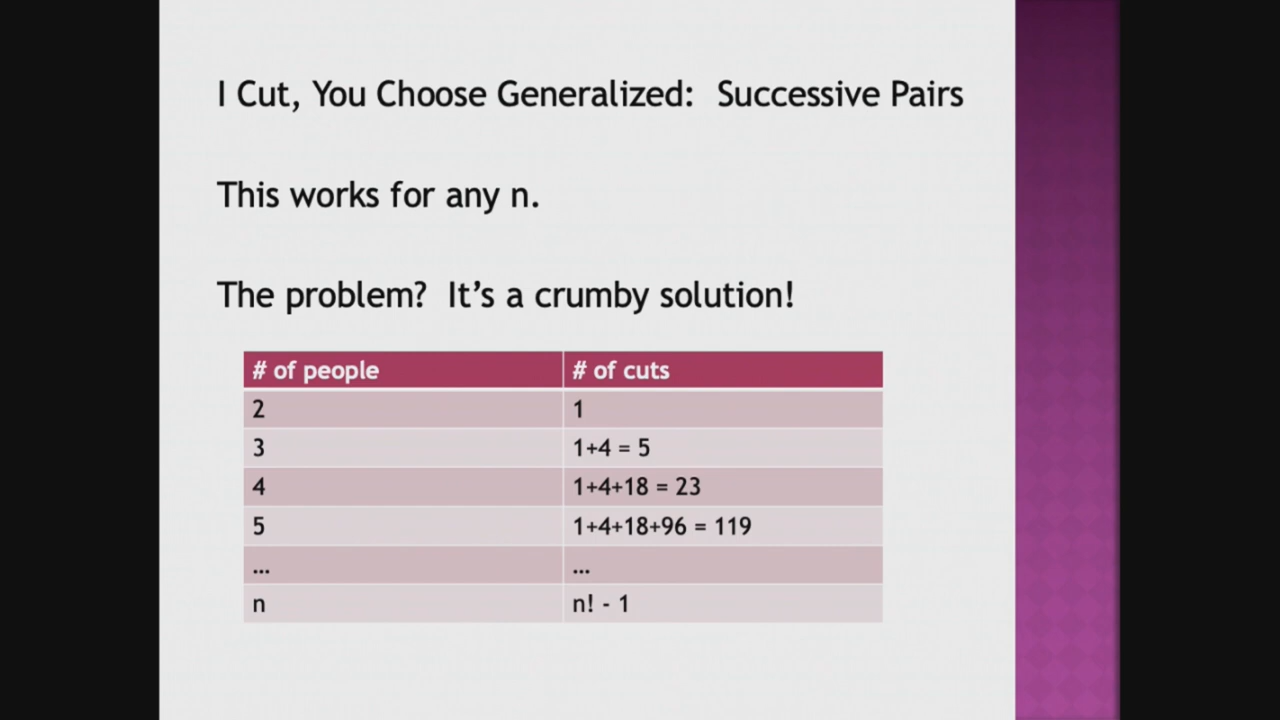 I Cut, You Choose Generalized: Successive Pairs
This works for any n.
The problem? It's a crumby solution!
# of people # of cuts
2 1
3 1+4 = 5
4 1+4+18 = 23
5 1+4+18+96 = 119
... ...
n n! - 1